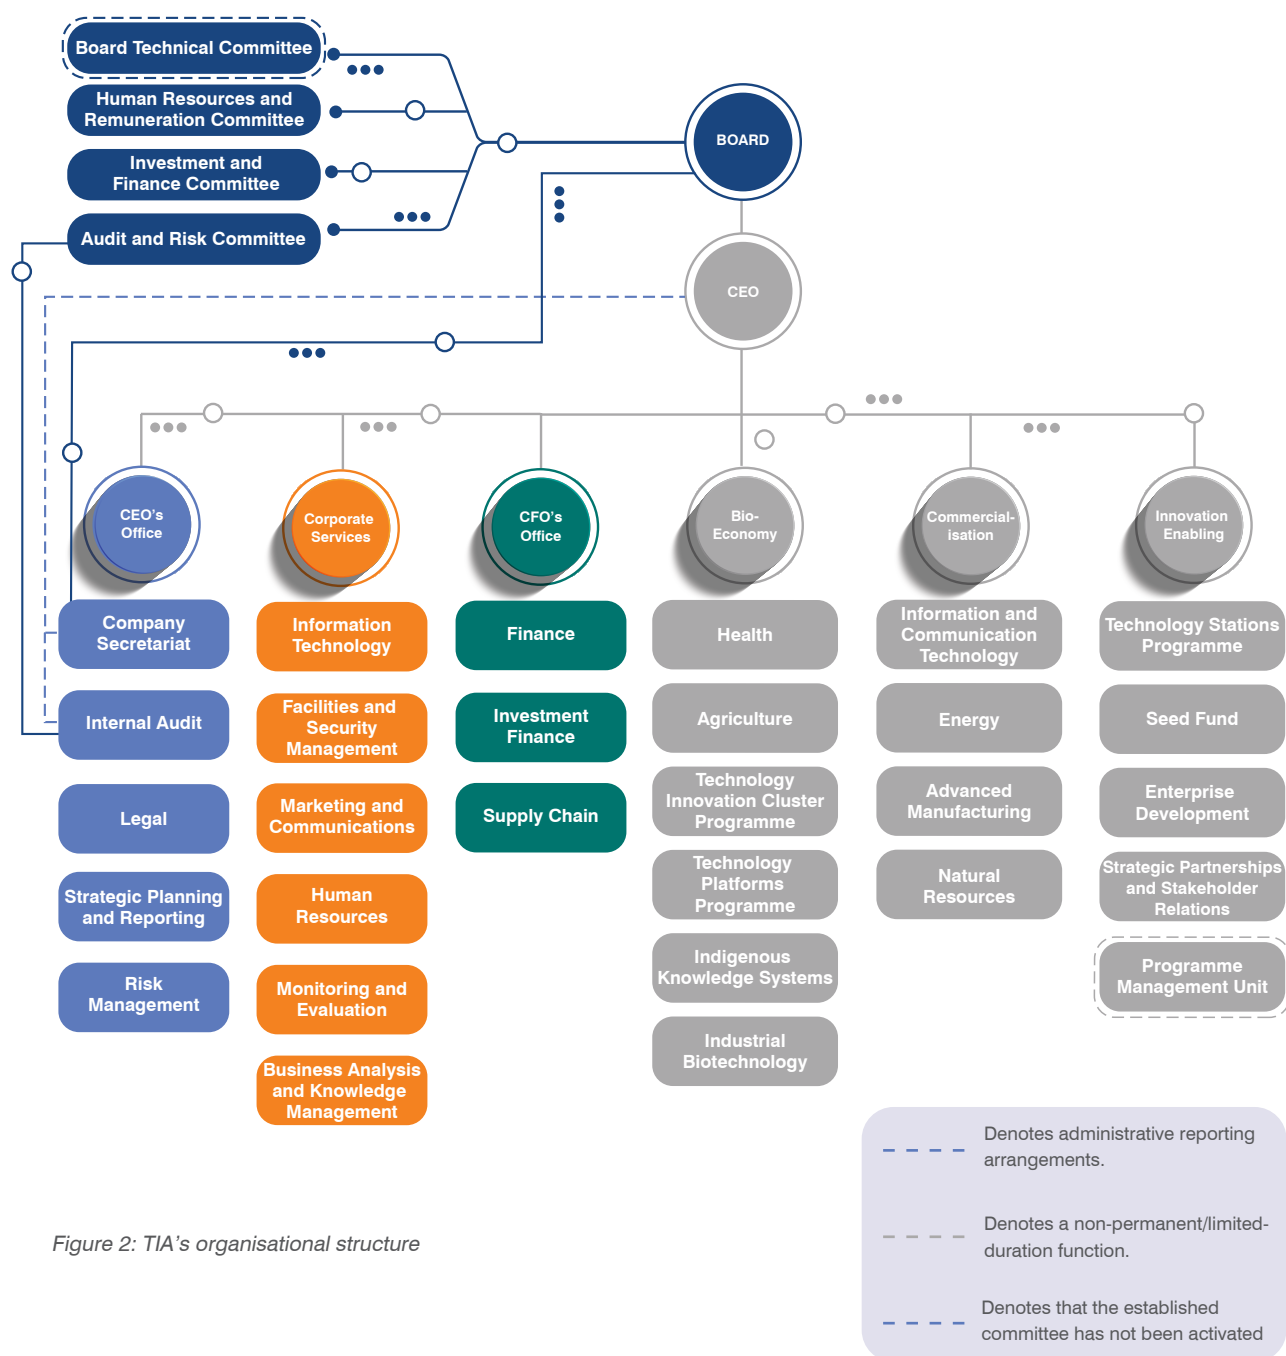 Board Technical Committee
Human Resources and
Remuneration Committee
Investment and
Finance Committee
Audit and Risk Committee
BOARD
CEO
CEO's
Office
Corporate
Services
CFO's
Office
Bio-
Economy
Commercial-
isation
Innovation
Enabling
Company
Secretariat
Internal Audit
Legal
Strategic Planning
and Reporting
Risk
Management
Information
Technology
Facilities and
Security
Management
Marketing and
Communications
Human
Resources
Monitoring and
Evaluation
Business Analysis
and Knowledge
Management
Finance
Investment
Finance
Supply Chain
Health
Agriculture
Technology
Innovation Cluster
Programme
Technology
Platforms
Programme
Indigenous
Knowledge Systems
Industrial
Biotechnology
Information and
Communication
Technology
Energy
Advanced
Manufacturing
Natural
Resources
Technology Stations
Programme
Seed Fund
Enterprise
Development
Strategic Partnerships
and Stakeholder
Relations
Programme
Management Unit
Denotes administrative reporting
arrangements.
Denotes a non-permanent/limited-
duration function.
Denotes that the established
committee has not been activated
Figure 2: TIA's organisational structure